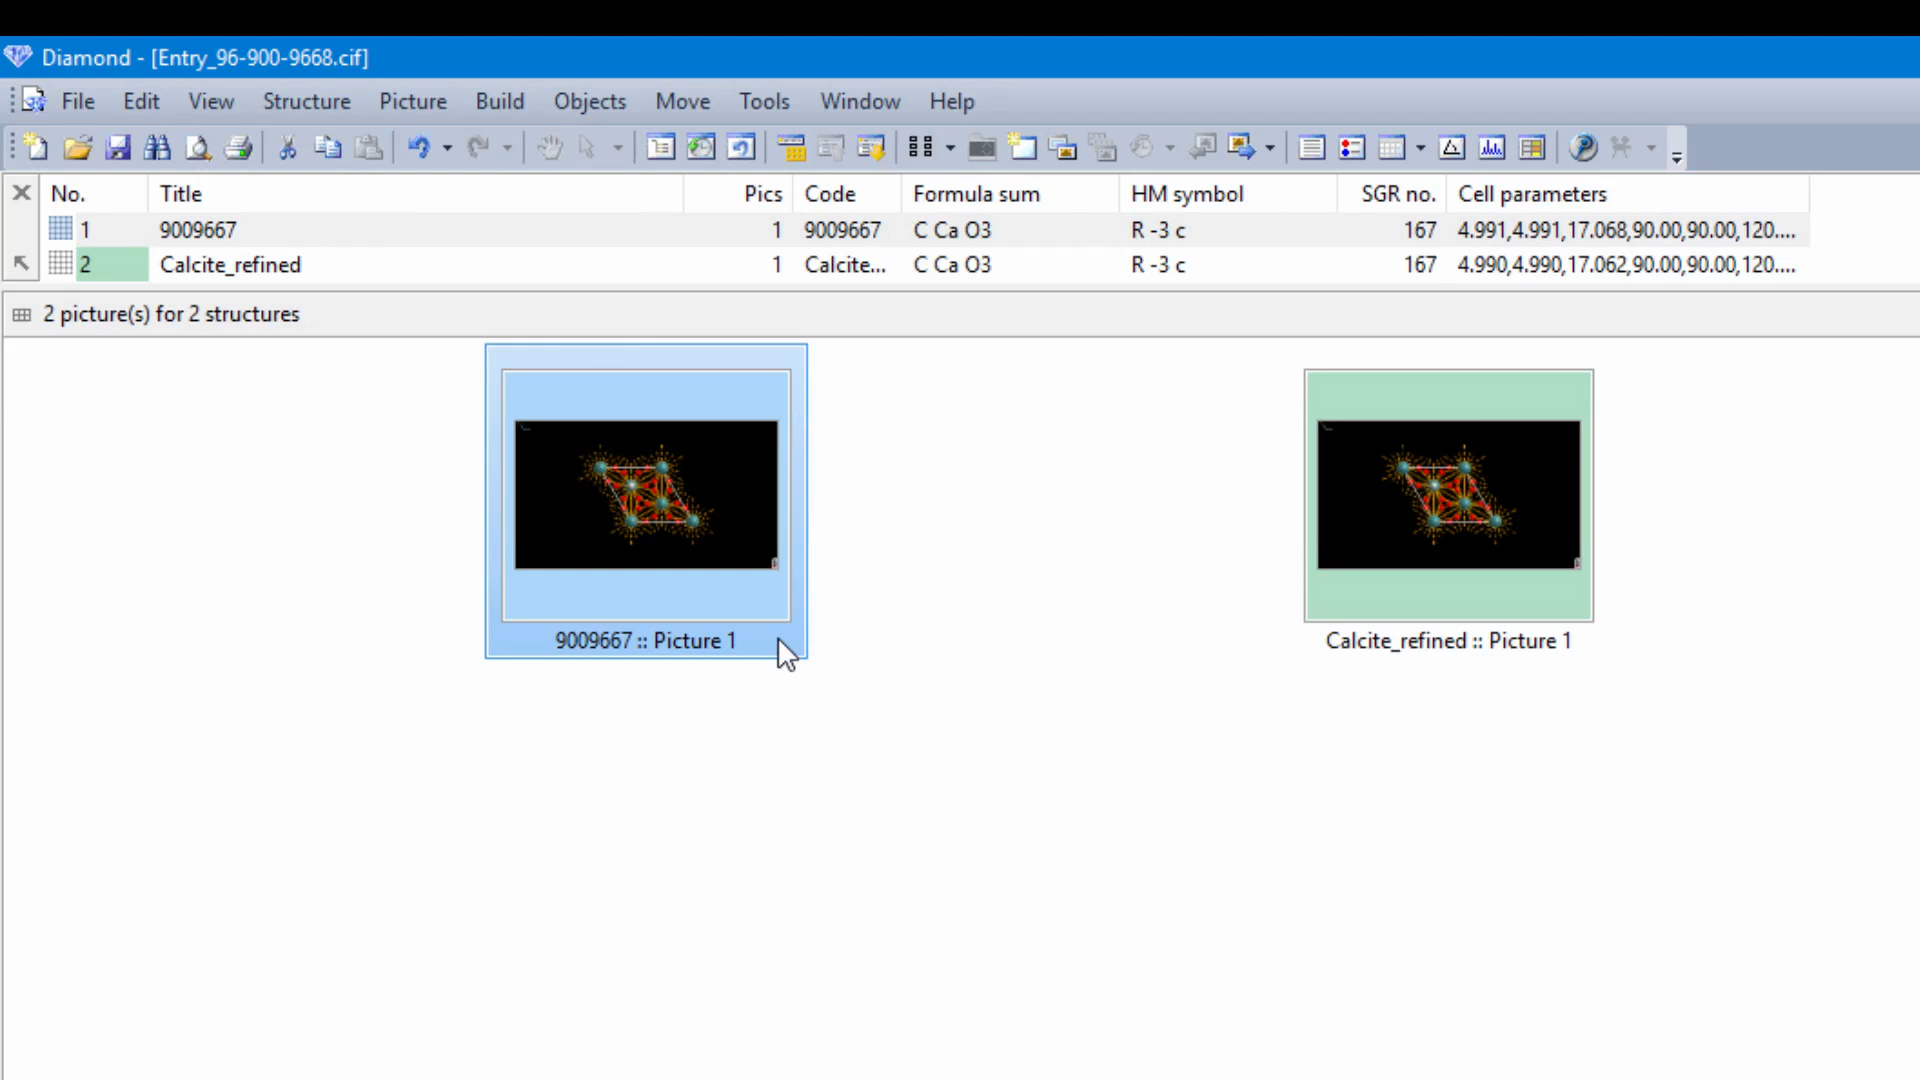 Diamond - [Entry_96-900-9668.cif]
File Edit View Structure Picture Build Objects Move Tools Window Help
No. Title Pics Code Formula sum HM symbol SGR no. Cell parameters
1 9009667 1 9009667 C Ca O3 R -3 c 167 4.991,4.991,17.068,90.00,90.00,120....
2 Calcite_refined 1 Calcite... C Ca O3 R -3 c 167 4.990,4.990,17.062,90.00,90.00,120....
2 picture(s) for 2 structures
9009667 :: Picture 1 Calcite_refined :: Picture 1